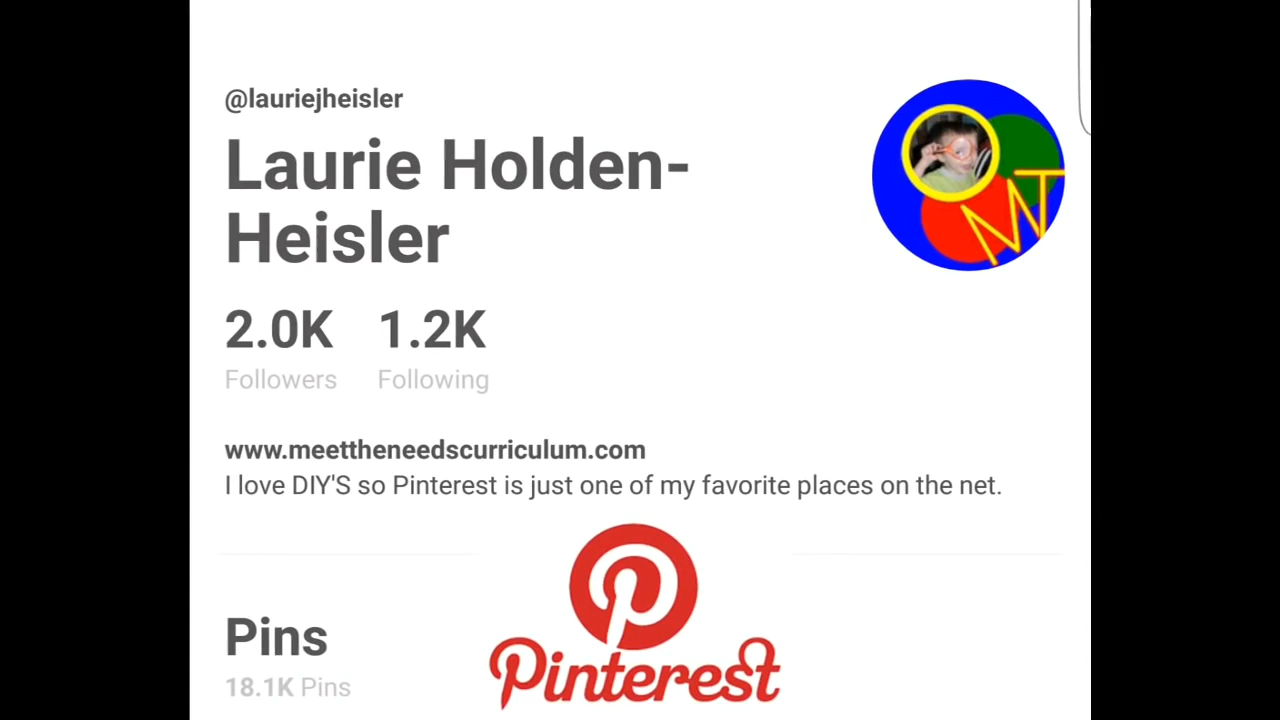 @lauriejheisler
Laurie Holden-
Heisler
2.0K 1.2K
Followers Following
www.meettheneedscurriculum.com
I love DIY'S so Pinterest is just one of my favorite places on the net.
Pins
18.1K Pins
Pinterest
MT